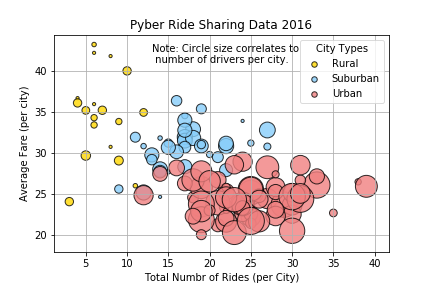 Pyber Ride Sharing Data 2016
Note: Circle size correlates to
number of drivers per city.
City Types
Rural
Suburban
Urban
Average Fare (per city)
40
35
30
25
20
5
10
15
20
25
30
35
40
Total Numbr of Rides (per City)